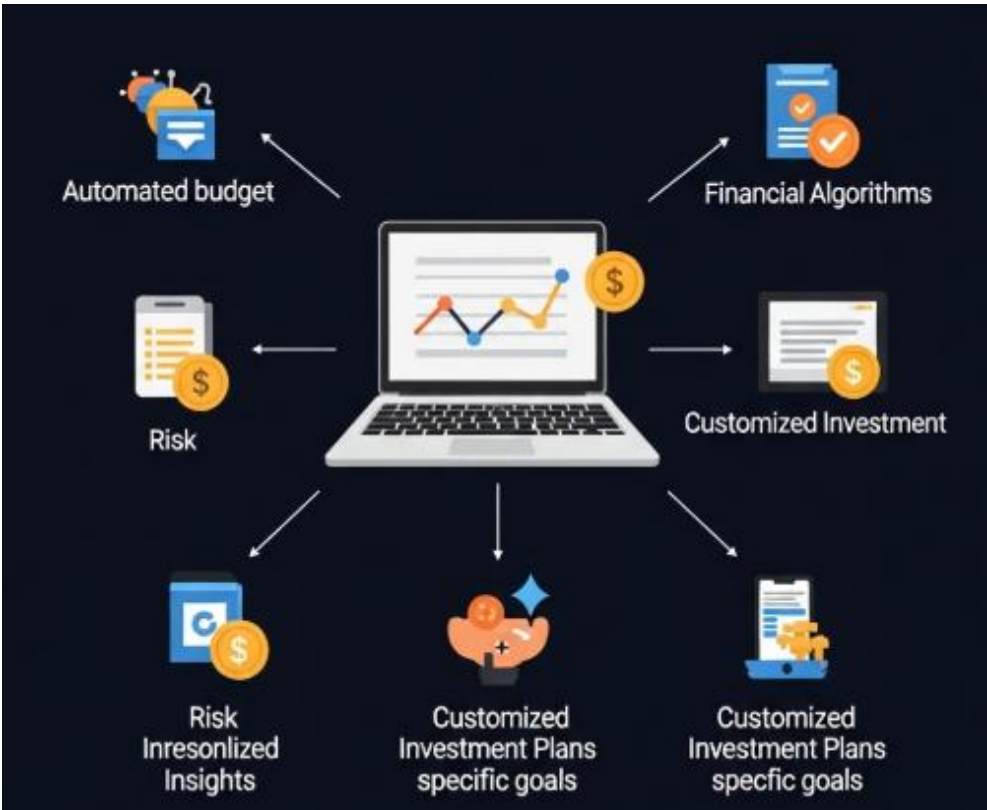 Automated budget
Financial Algorithms
$
$
$
Risk
Customized Investment
$
Risk
Inresonlized
Insights
Customized
Investment Plans
specific goals
Customized
Investment Plans
specfic goals